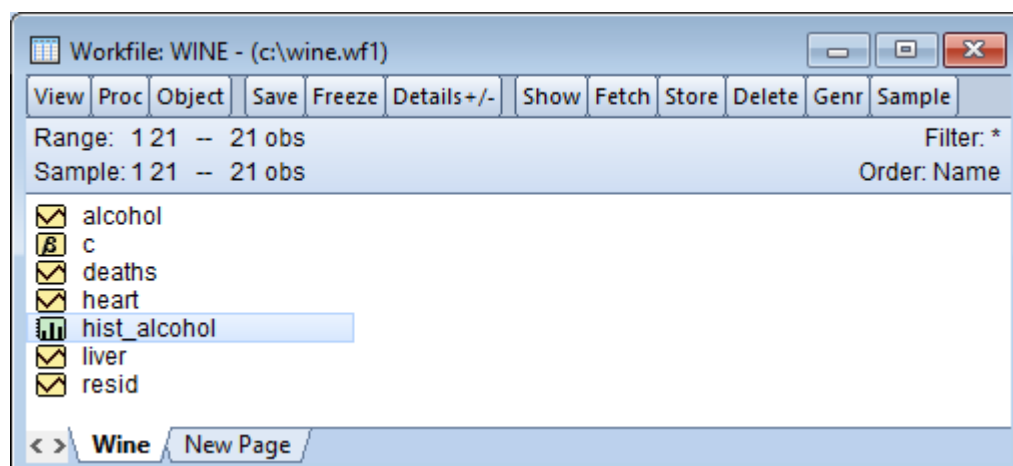 Workfile: WINE - (c:\wine.wf1)
View Proc Object Save Freeze Details+/- Show Fetch Store Delete Genr Sample
Range: 1 21 -- 21 obs Filter: *
Sample: 1 21 -- 21 obs Order: Name
alcohol
β c
deaths
heart
hist_alcohol
liver
resid
< > Wine New Page